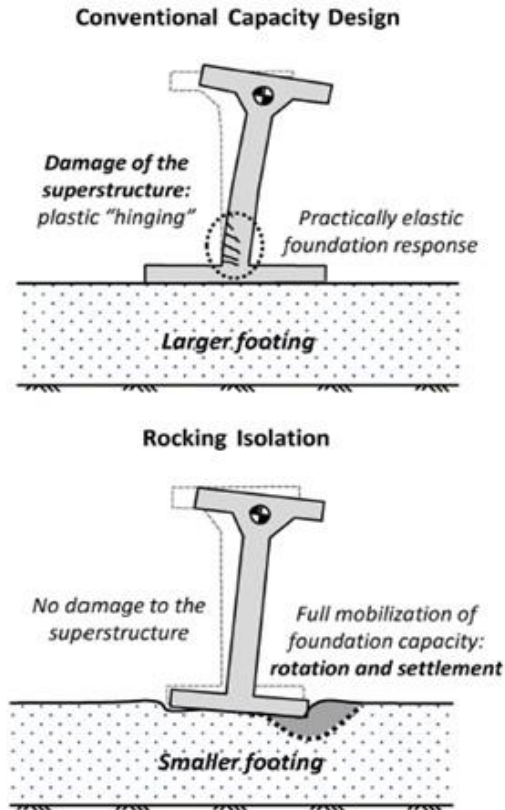 Conventional Capacity Design
Damage of the
superstructure:
plastic "hinging"
Practically elastic
foundation response
Larger footing
Rocking Isolation
No damage to the
superstructure
Full mobilization of
foundation capacity:
rotation and settlement
Smaller footing